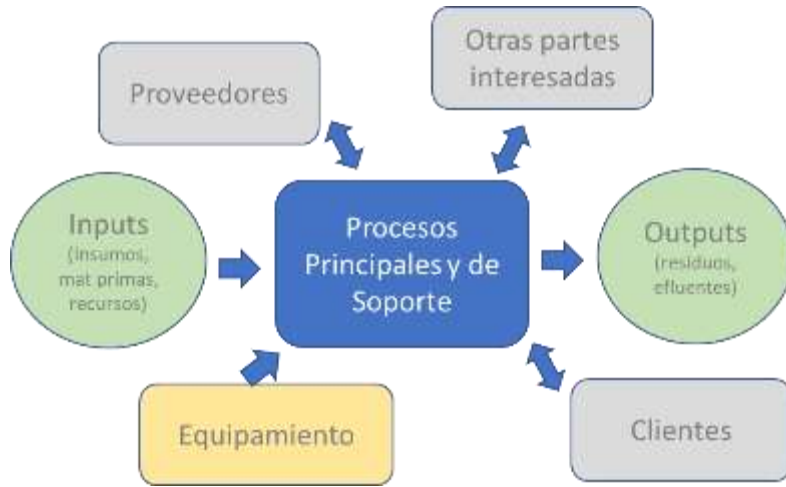 Proveedores
Otras partes
interesadas
Inputs
(insumos,
mat primas,
recursos)
Procesos
Principales y de
Soporte
Outputs
(residuos,
efluentes)
Equipamiento
Clientes